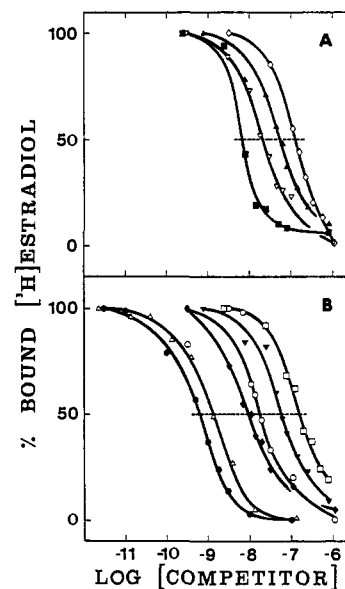 A
100
50
0
B
100
50
0
-11 -10 -9 -8 -7 -6
LOG [COMPETITOR]
% BOUND [³H]ESTRADIOL